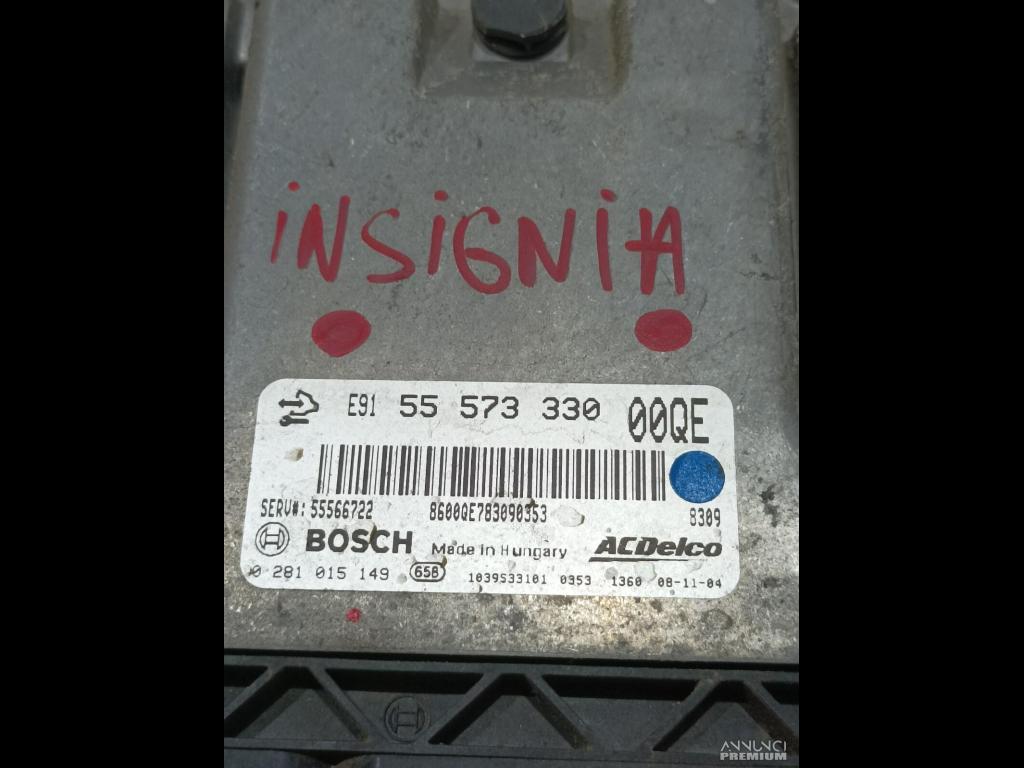 iNSiGNiA
E91 55 573 330 00QE
SERV#: 55566722 8600QE783090353 8309
BOSCH Made in Hungary ACDelco
0 281 015 149 65B 1039S33101 0353 1360 08-11-04
ANNUNCI
PREMIUM